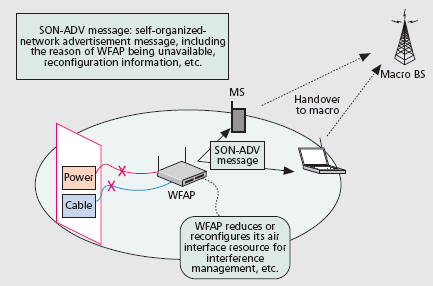 SON-ADV message: self-organized-
network advertisement message, including
the reason of WFAP being unavailable,
reconfiguration information, etc.
Macro BS
MS
Handover
to macro
SON-ADV
message
Power
Cable
WFAP
WFAP reduces or
reconfigures its air
interface resource for
interference
management, etc.